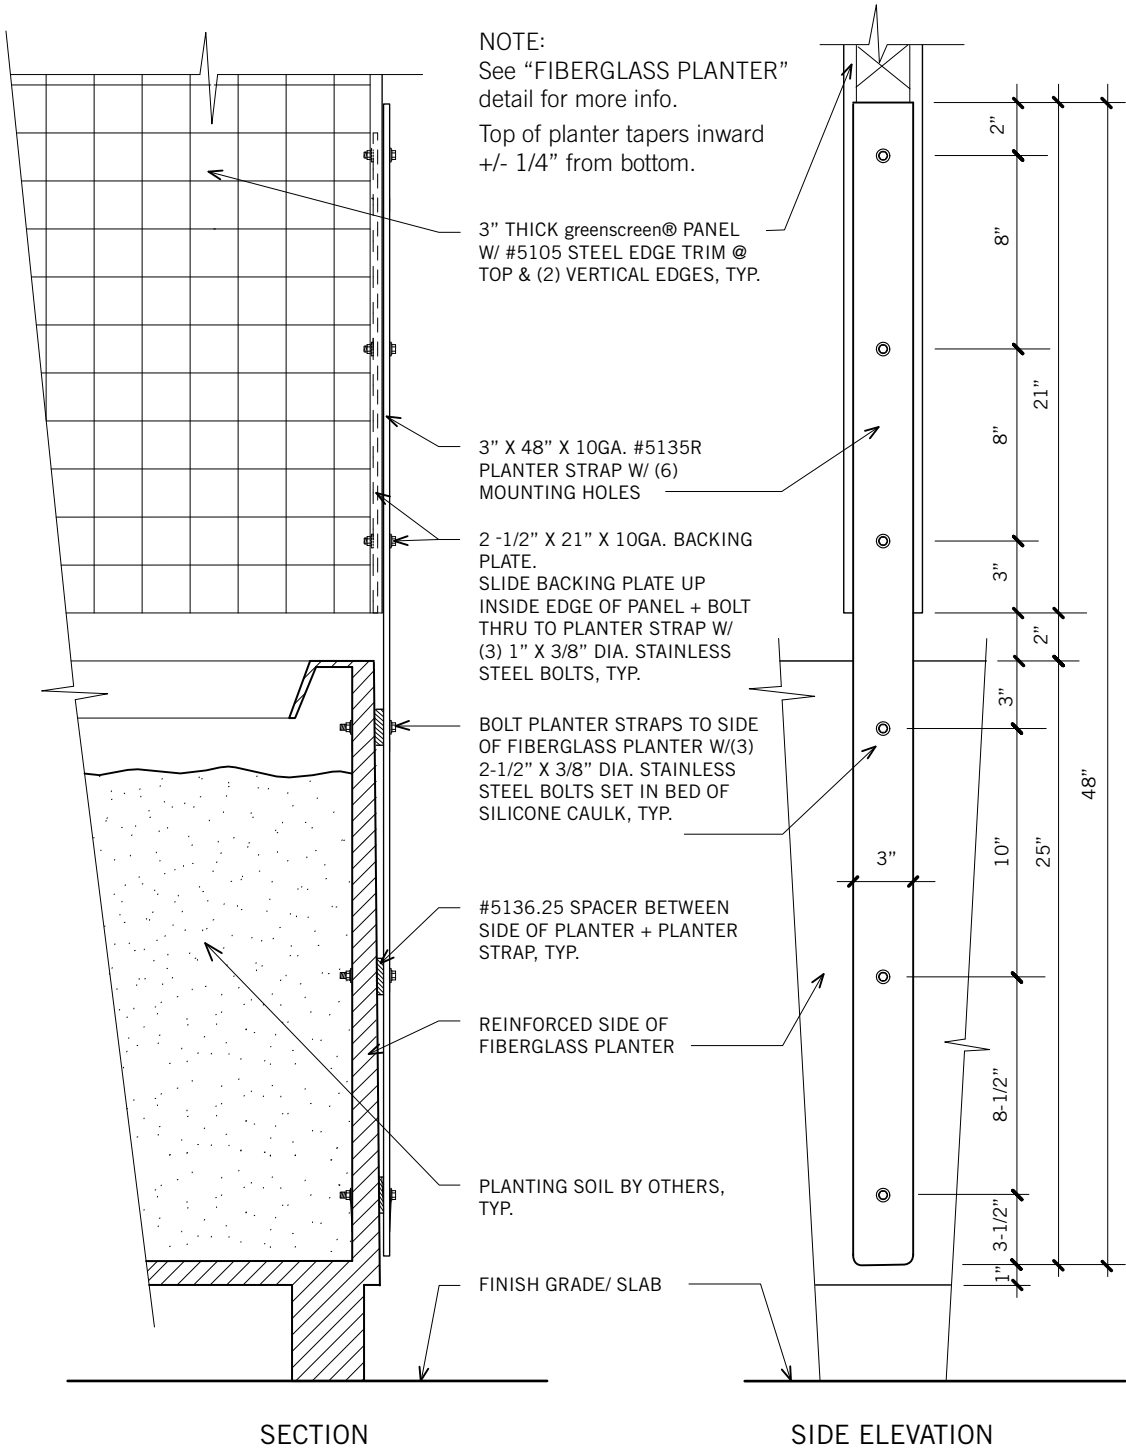 NOTE:
See “FIBERGLASS PLANTER”
detail for more info.
Top of planter tapers inward
+/- 1/4” from bottom.
3” THICK greenscreen® PANEL
W/ #5105 STEEL EDGE TRIM @
TOP & (2) VERTICAL EDGES, TYP.
3” X 48” X 10GA. #5135R
PLANTER STRAP W/ (6)
MOUNTING HOLES
2 -1/2” X 21” X 10GA. BACKING
PLATE.
SLIDE BACKING PLATE UP
INSIDE EDGE OF PANEL + BOLT
THRU TO PLANTER STRAP W/
(3) 1” X 3/8” DIA. STAINLESS
STEEL BOLTS, TYP.
BOLT PLANTER STRAPS TO SIDE
OF FIBERGLASS PLANTER W/(3)
2-1/2” X 3/8” DIA. STAINLESS
STEEL BOLTS SET IN BED OF
SILICONE CAULK, TYP.
#5136.25 SPACER BETWEEN
SIDE OF PLANTER + PLANTER
STRAP, TYP.
REINFORCED SIDE OF
FIBERGLASS PLANTER
PLANTING SOIL BY OTHERS,
TYP.
FINISH GRADE/ SLAB
2”
8”
8”
3”
2”
3”
10”
8-1/2”
3-1/2”
1”
21”
25”
48”
3”
SECTION
SIDE ELEVATION